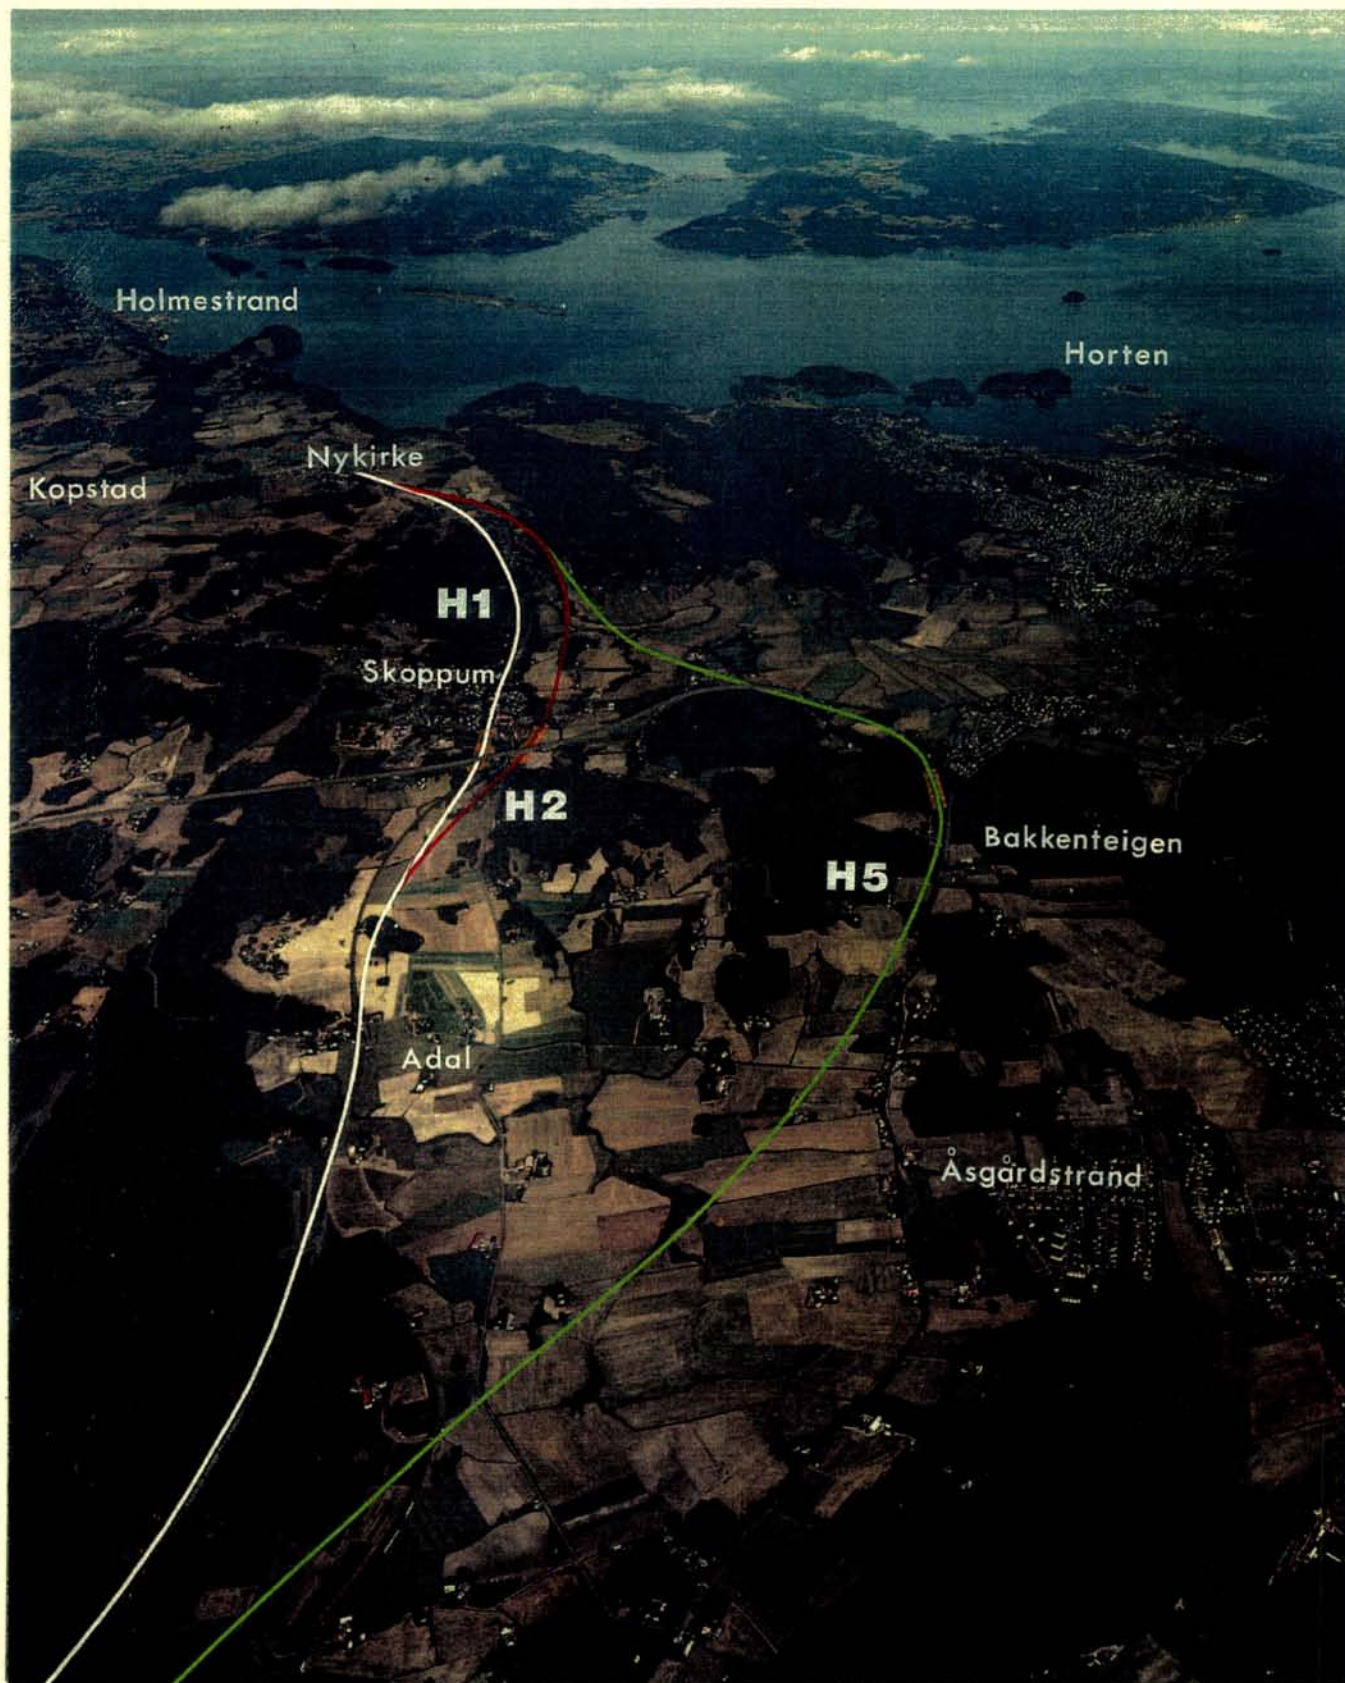 Holmestrand
Horten
Nykirke
Kopstad
H1
Skoppum
H2
Bakkenteigen
H5
Adal
Åsgårdstrand